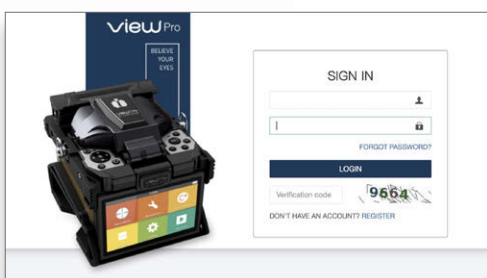 view Pro
BELIEVE
YOUR
EYES
SIGN IN
FORGOT PASSWORD?
LOGIN
Verification code
9664
DON'T HAVE AN ACCOUNT? REGISTER